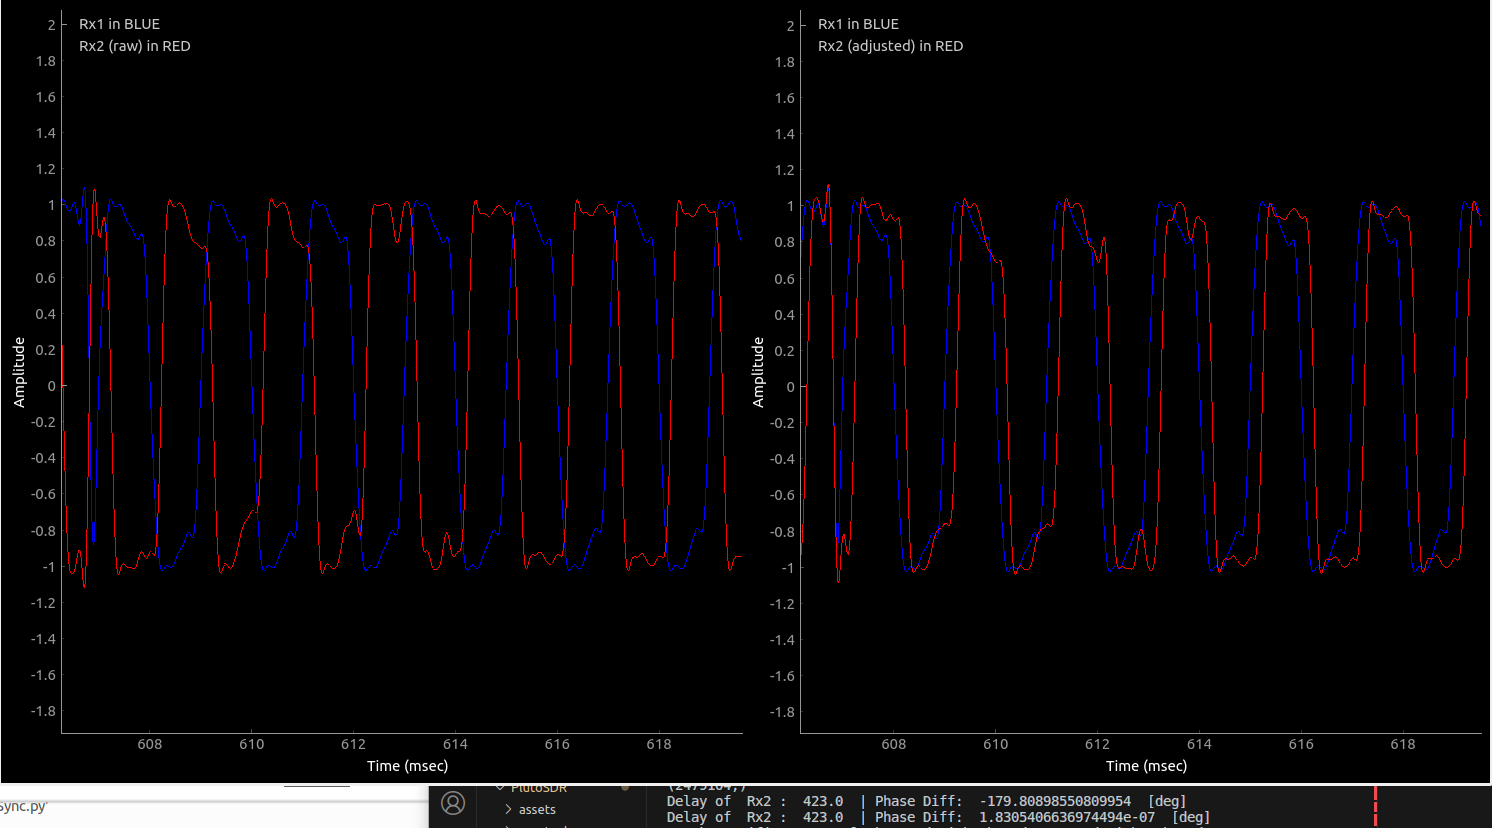 Rx1 in BLUE
Rx2 (raw) in RED
2
1.8
1.6
1.4
1.2
1
0.8
0.6
0.4
0.2
0
-0.2
-0.4
-0.6
-0.8
-1
-1.2
-1.4
-1.6
-1.8
Amplitude
608 610 612 614 616 618
Time (msec)
Rx1 in BLUE
Rx2 (adjusted) in RED
2
1.8
1.6
1.4
1.2
1
0.8
0.6
0.4
0.2
0
-0.2
-0.4
-0.6
-0.8
-1
-1.2
-1.4
-1.6
-1.8
Amplitude
608 610 612 614 616 618
Time (msec)
Sync.py'
PlutoSDR
assets
Delay of Rx2 : 423.0 | Phase Diff: -179.80898550809954 [deg]
Delay of Rx2 : 423.0 | Phase Diff: 1.8305406636974494e-07 [deg]